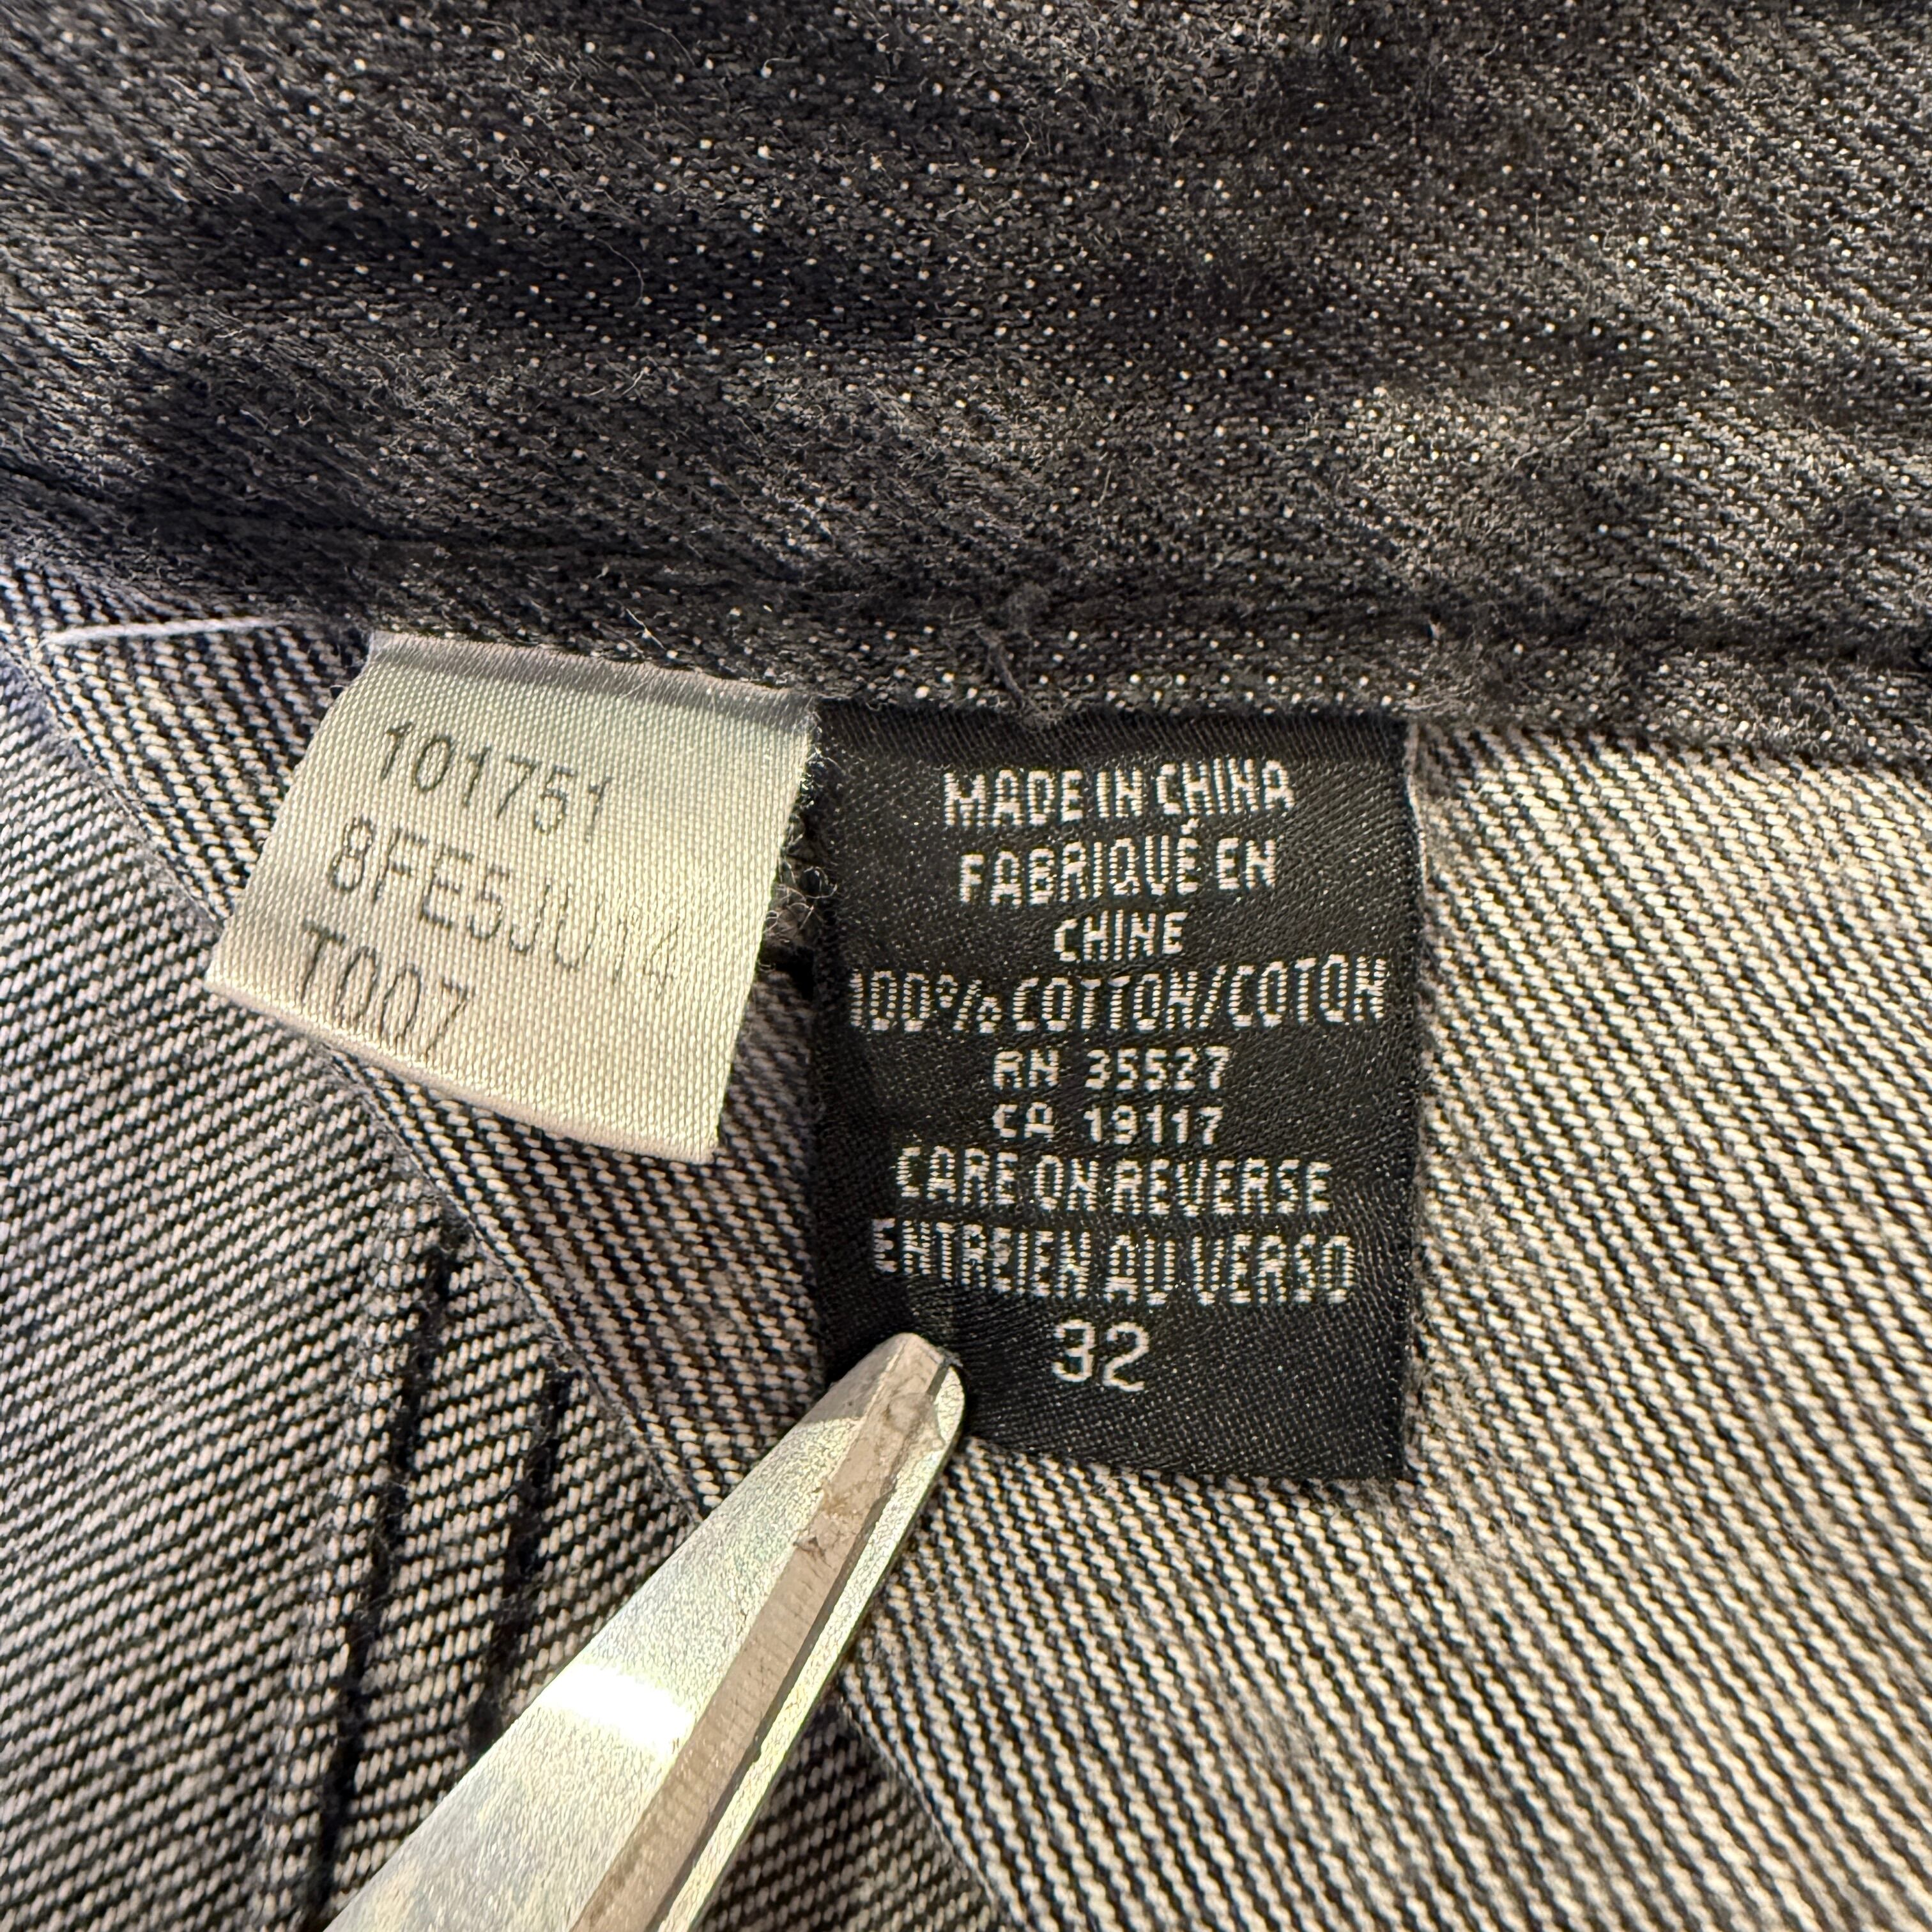 101751
8FE5JU14
T007
MADE IN CHINA
FABRIQUÉ EN
CHINE
100% COTTON/COTON
RN 35527
CA 19117
CARE ON REVERSE
ENTREIEN AU VERSO
32